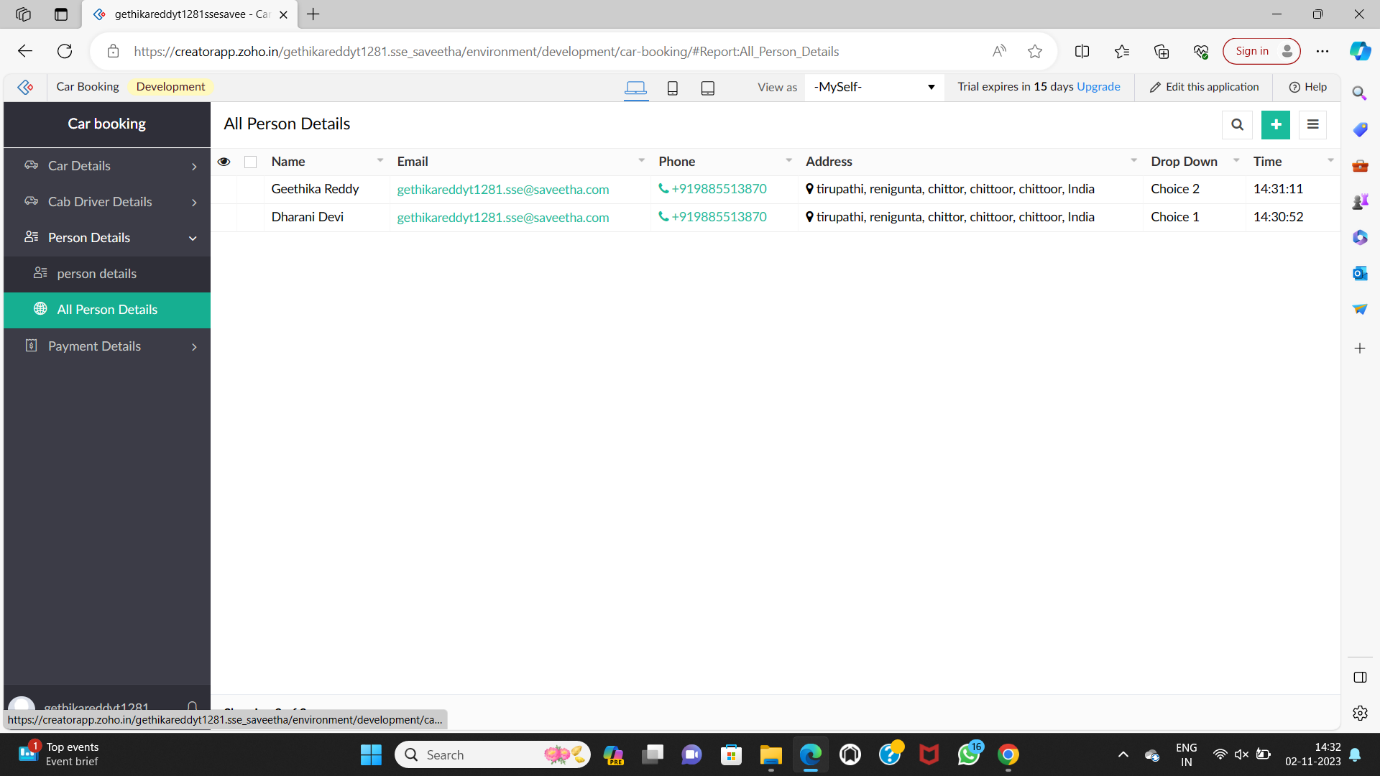 gethikareddyt1281ssesavee - Ca
https://creatorapp.zoho.in/gethikareddyt1281.sse_saveetha/environment/development/car-booking/#Report:All_Person_Details
Sign in
Car Booking Development View as -MySelf- Trial expires in 15 days Upgrade Edit this application Help
Car booking
All Person Details
Car Details
Cab Driver Details
Person Details
person details
All Person Details
Payment Details
Name Email Phone Address Drop Down Time
Geethika Reddy gethikareddyt1281.sse@saveetha.com +919885513870 tirupathi, renigunta, chittor, chittoor, chittoor, India Choice 2 14:31:11
Dharani Devi gethikareddyt1281.sse@saveetha.com +919885513870 tirupathi, renigunta, chittor, chittoor, chittoor, India Choice 1 14:30:52
gethikareddyt1281
https://creatorapp.zoho.in/gethikareddyt1281.sse_saveetha/environment/development/ca...
1 Top events
Event brief
Search
PRE
16
ENG
IN
14:32
02-11-2023